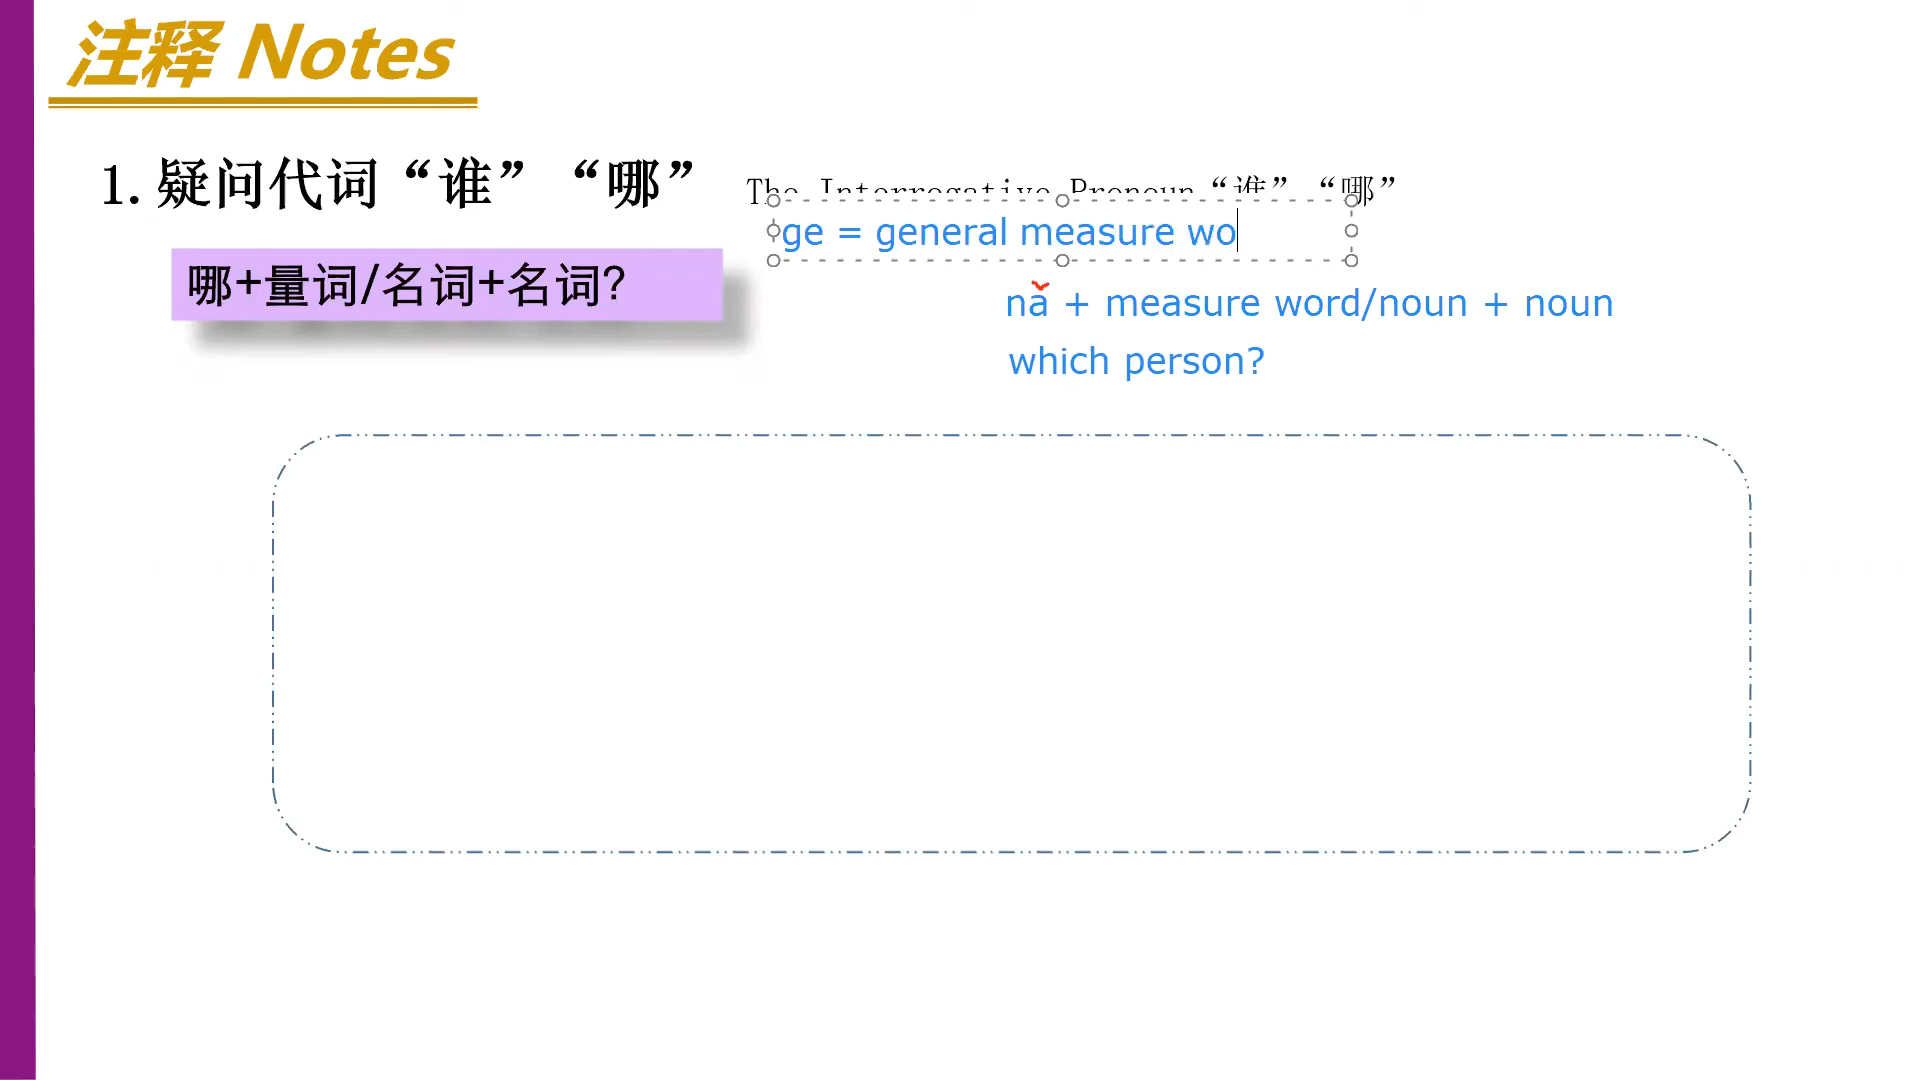 注释 Notes
1.疑问代词“谁”“哪” The Interrogative Pronoun“谁”“哪”
ge = general measure wo
哪+量词/名词+名词?
nǎ + measure word/noun + noun
which person?